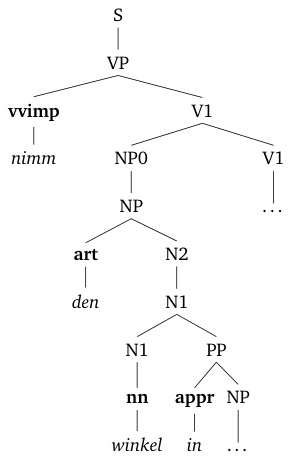 S
VP
vvimp V1
nimm NP0 V1
NP ...
art N2
den N1
N1 PP
nn appr NP
winkel in ...